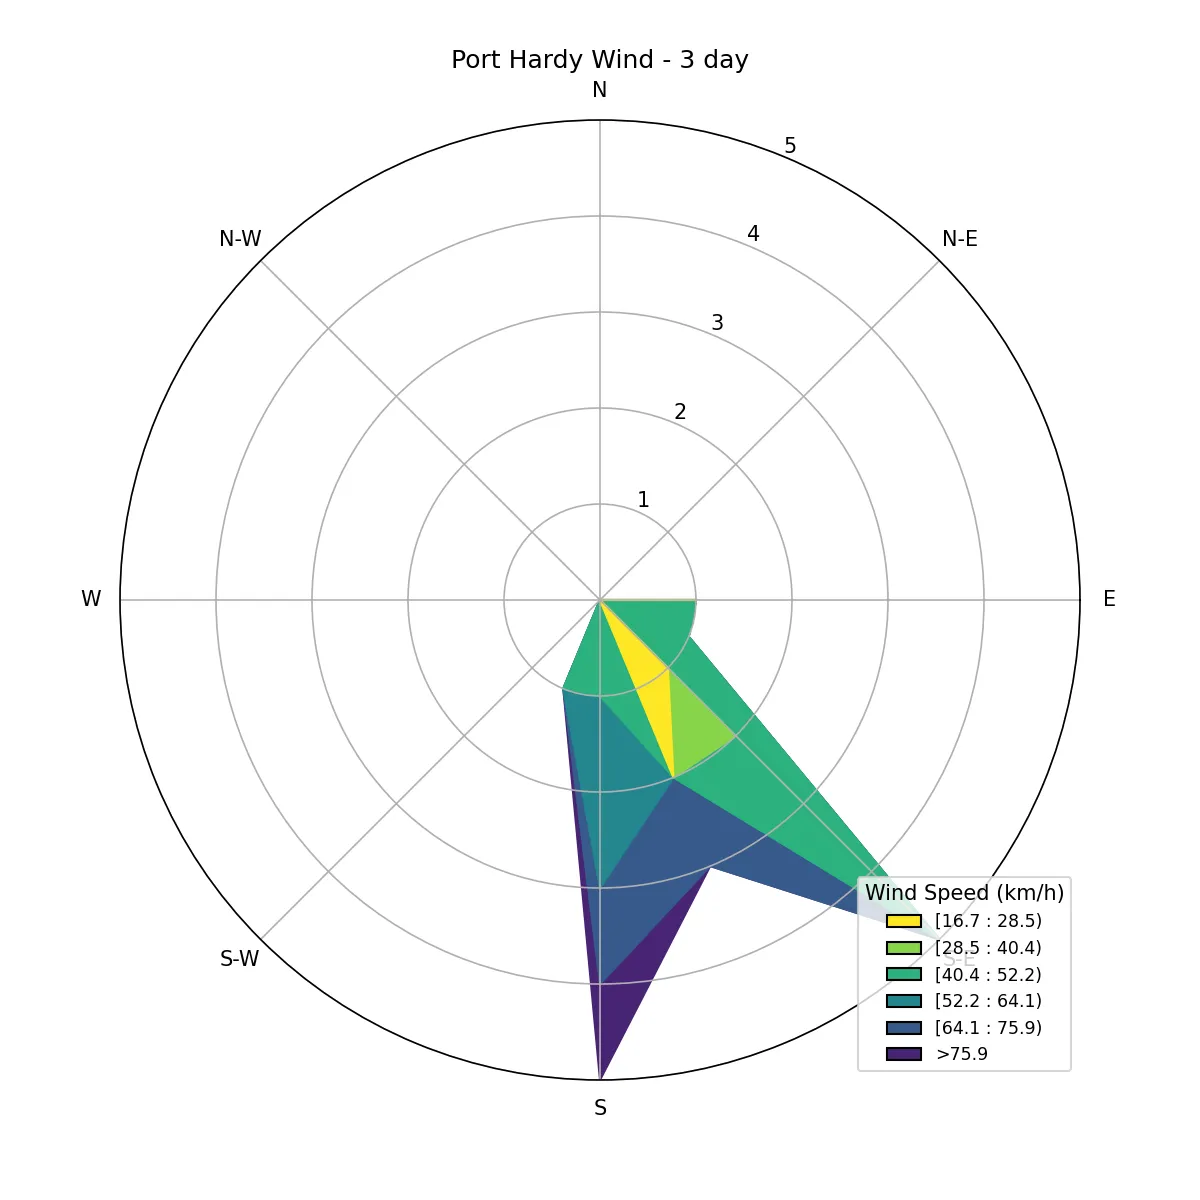 Port Hardy Wind - 3 day
N
5
N-W
N-E
4
3
2
1
W
E
Wind Speed (km/h)
[16.7 : 28.5)
[28.5 : 40.4)
S-W
S-E
[40.4 : 52.2)
[52.2 : 64.1)
[64.1 : 75.9)
>75.9
S